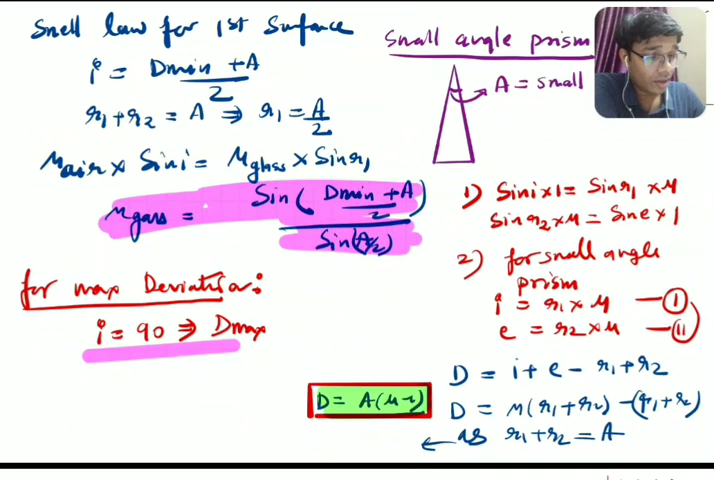 Snell law for 1st Surface
i = Dmin + A / 2
r1 + r2 = A ⇒ r1 = A/2
μair × Sin i = μglass × Sin r1
μglass = Sin( Dmin + A / 2 ) / Sin(A/2)
for max Deviation:
i = 90 ⇒ Dmax
Small angle prism
A = small
1) Sin i × 1 = Sin r1 × μ
Sin r2 × μ = Sin e × 1
2) for small angle
prism
i = r1 × μ — I
e = r2 × μ — II
D = i + e - r1 + r2
D = μ(r1 + r2) - (r1 + r2)
← as r1 + r2 = A
D = A(μ-1)